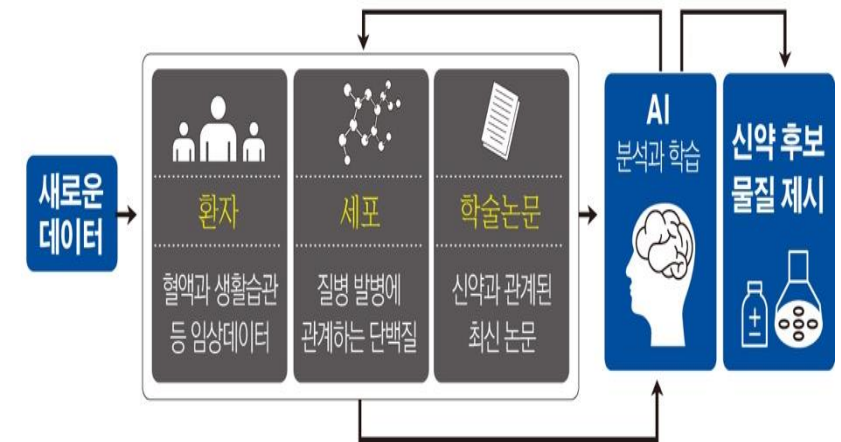 새로운
데이터
환자
혈액과 생활습관
등 임상데이터
세포
질병 발병에
관계하는 단백질
학술논문
신약과 관계된
최신 논문
AI
분석과 학습
신약 후보
물질 제시